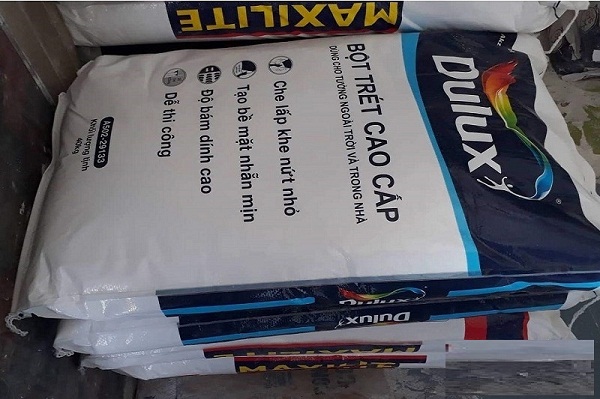 MAXILITE
Dulux
BỘT TRÉT CAO CẤP
DÙNG CHO TƯỜNG NGOÀI TRỜI VÀ TRONG NHÀ
Che lấp khe nứt nhỏ
Tạo bề mặt nhẵn mịn
Độ bám dính cao
Dễ thi công
A502-29133
Khối lượng tịnh
40kg
Dulux
Dulux
MAXILITE
MAXILITE